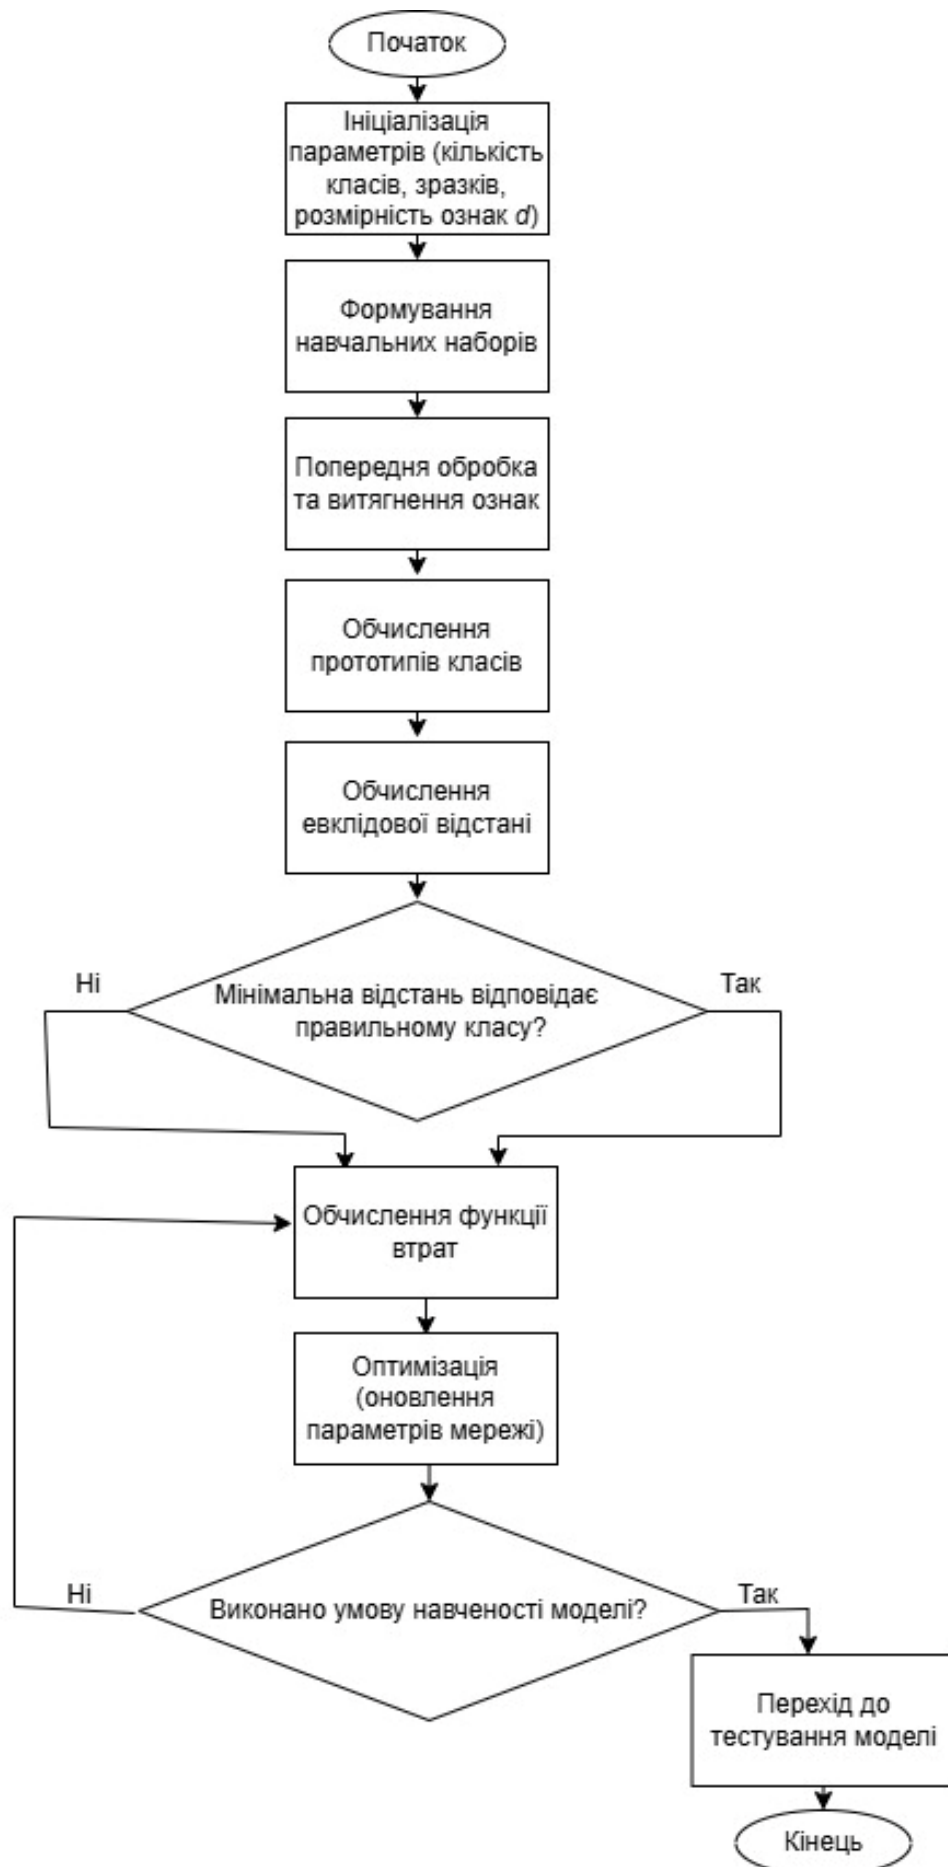 Початок
Ініціалізація
параметрів (кількість
класів, зразків,
розмірність ознак d)
Формування
навчальних наборів
Попередня обробка
та витягнення ознак
Обчислення
прототипів класів
Обчислення
евклідової відстані
Ні
Мінімальна відстань відповідає
правильному класу?
Так
Обчислення функції
втрат
Оптимізація
(оновлення
параметрів мережі)
Ні
Виконано умову навченості моделі?
Так
Перехід до
тестування моделі
Кінець